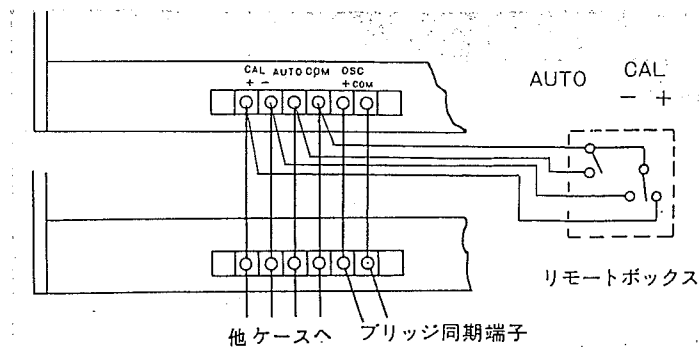 CAL AUTO COM OSC
+ - + COM
AUTO CAL
- +
リモートボックス
他ケースへ ブリッジ同期端子